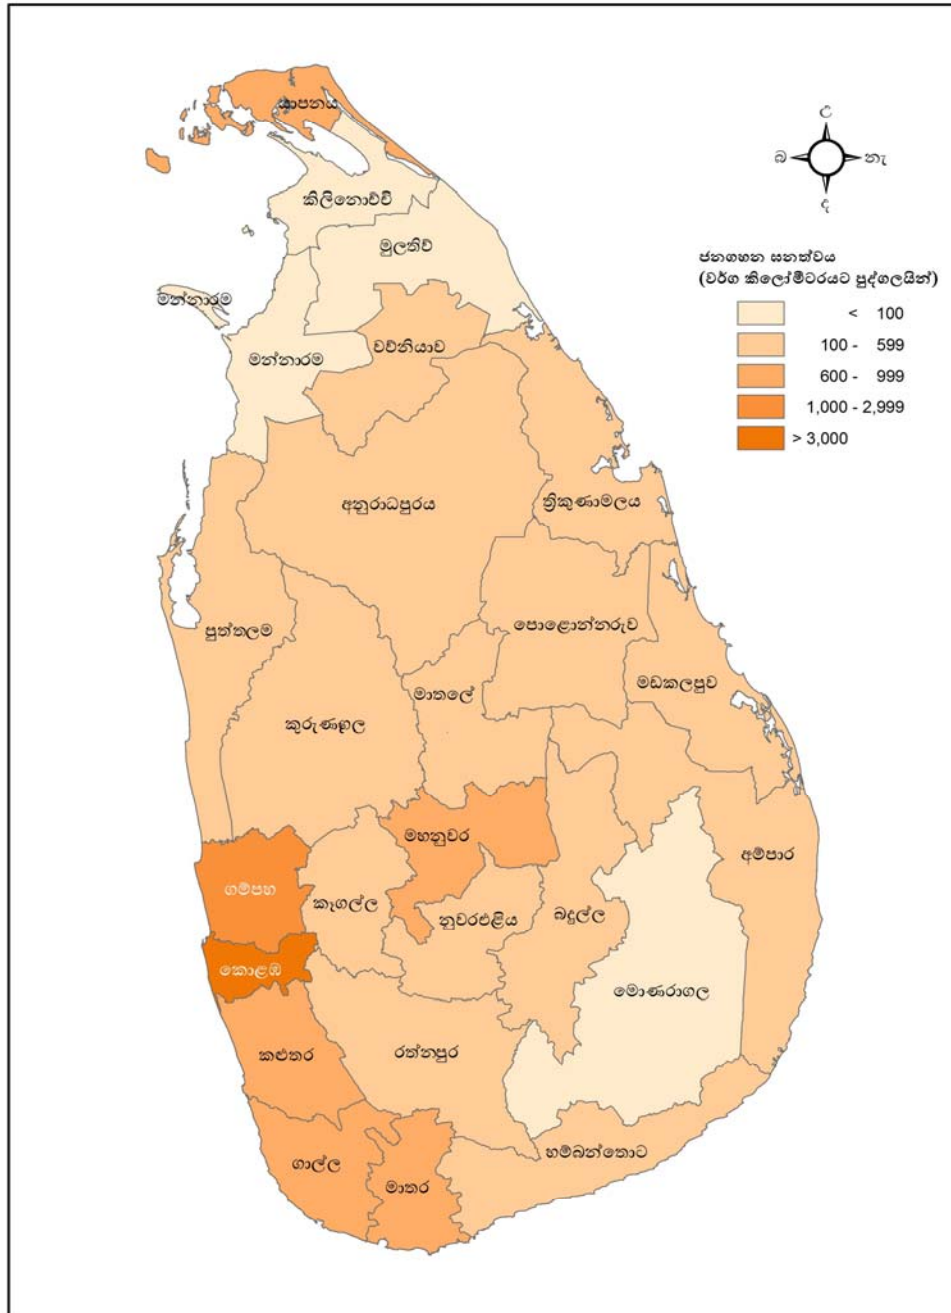 යාපනය
උ
බ නැ
ද
කිලිනොච්චි
මුලතිව්
ජනගහන ඝනත්වය
(වර්ග කිලෝමීටරයට පුද්ගලයින්)
< 100
100 - 599
600 - 999
1,000 - 2,999
> 3,000
මන්නාරම
වව්නියාව
මන්නාරම
අනුරාධපුරය
ත්‍රිකුණාමලය
පුත්තලම
පොළොන්නරුව
මඩකලපුව
මාතලේ
කුරුණෑගල
මහනුවර
අම්පාර
ගම්පහ
කෑගල්ල
නුවරඑළිය
බදුල්ල
කොළඹ
මොණරාගල
කළුතර
රත්නපුර
ගාල්ල
හම්බන්තොට
මාතර